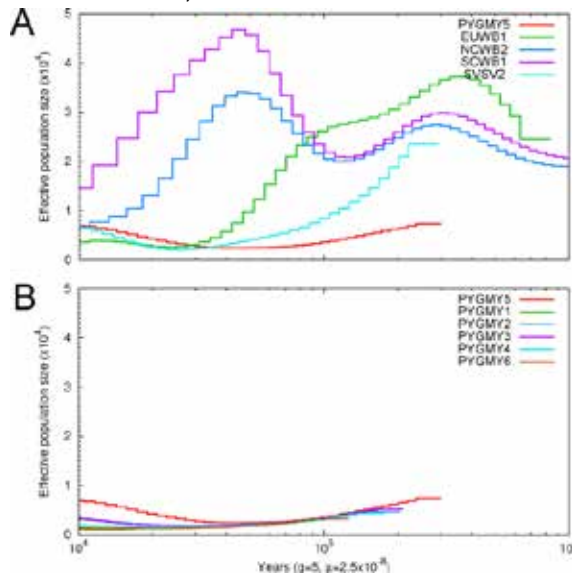 A
PYGMY5
EUWB1
NCWB2
SCWB1
SVSV2
Effective population size (x10⁴)
5
4
3
2
1
0
B
PYGMY5
PYGMY1
PYGMY2
PYGMY3
PYGMY4
PYGMY6
Effective population size (x10⁴)
5
4
3
2
1
0
10⁴
10⁵
10
Years (g=5, μ=2.5x10⁻⁸)